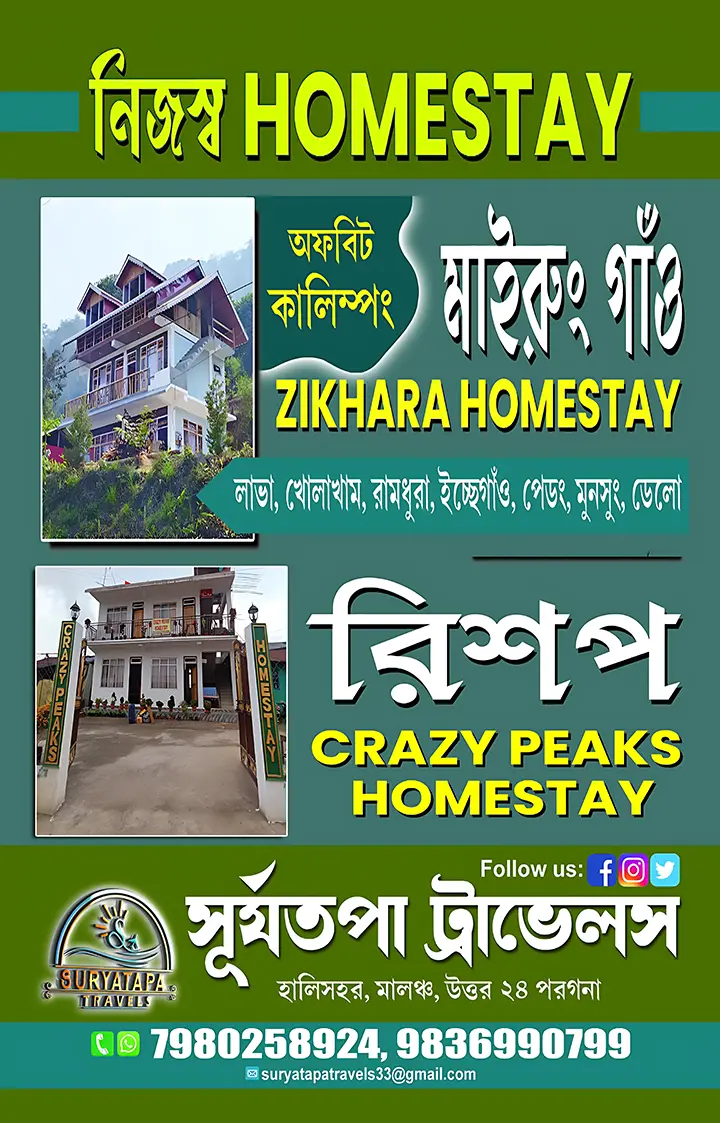 নিজস্ব HOMESTAY
অফবিট
কালিম্পং
মাইরুং গাঁও
ZIKHARA HOMESTAY
লাভা, খোলাখাম, রামধুরা, ইচ্ছেগাঁও, পেডং, মুনসুং, ডেলো
CRAZY PEAKS
HOMESTAY
রিশপ
CRAZY PEAKS
HOMESTAY
Follow us:
সূর্যতপা ট্রাভেলস
SURYATAPA
TRAVELS
হালিসহর, মালঞ্চ, উত্তর ২৪ পরগনা
7980258924, 9836990799
suryatapatravels33@gmail.com